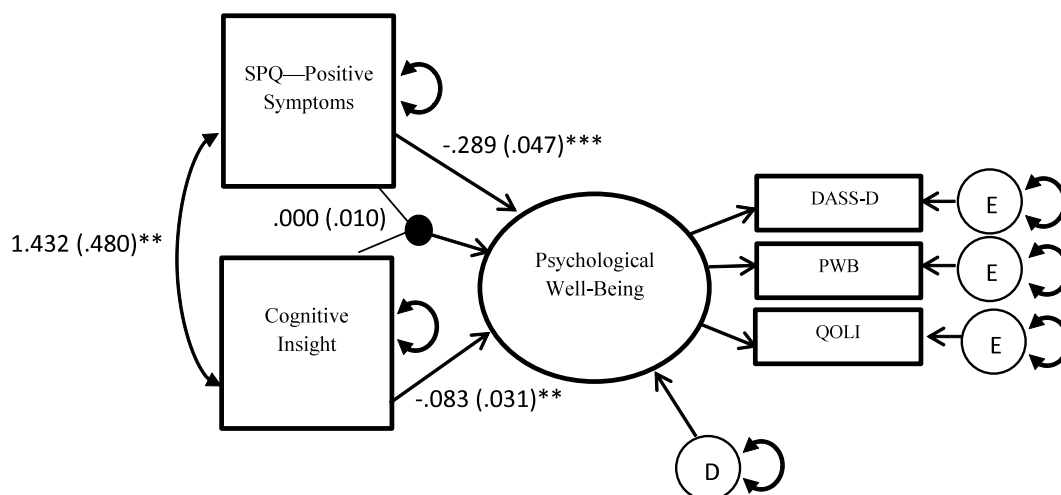 SPQ—Positive
Symptoms
-.289 (.047)***
.000 (.010)
1.432 (.480)**
Cognitive
Insight
-.083 (.031)**
Psychological
Well-Being
DASS-D
E
PWB
E
QOLI
E
D